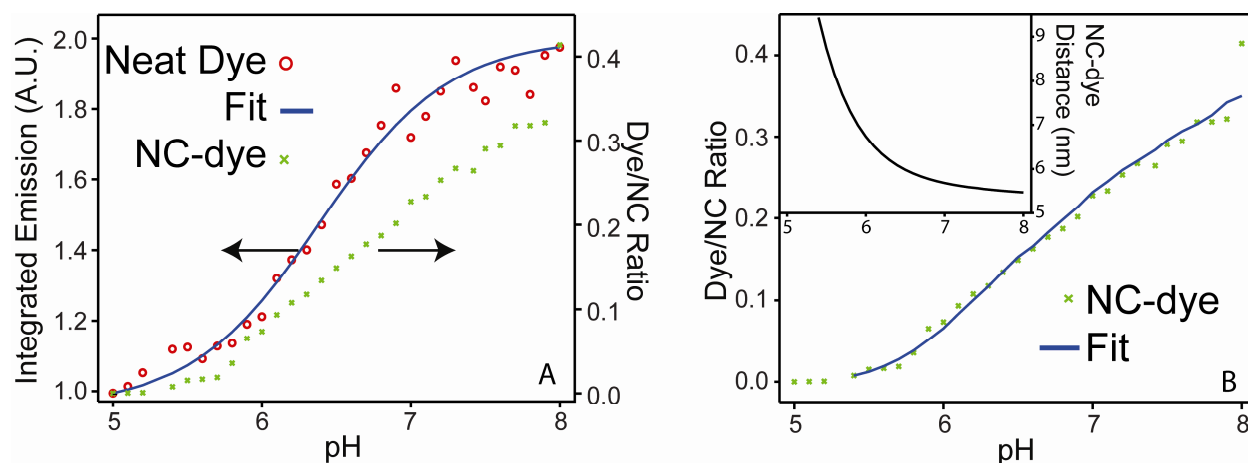 Integrated Emission (A.U.)
2.0
1.8
1.6
1.4
1.2
1.0
Neat Dye
Fit
NC-dye
A
5 6 7 8
pH
0.4
0.3
0.2
0.1
0.0
Dye/NC Ratio
Dye/NC Ratio
0.4
0.3
0.2
0.1
0.0
9
8
7
6
5
NC-dye
Distance (nm)
5 6 7 8
NC-dye
Fit
B
5 6 7 8
pH